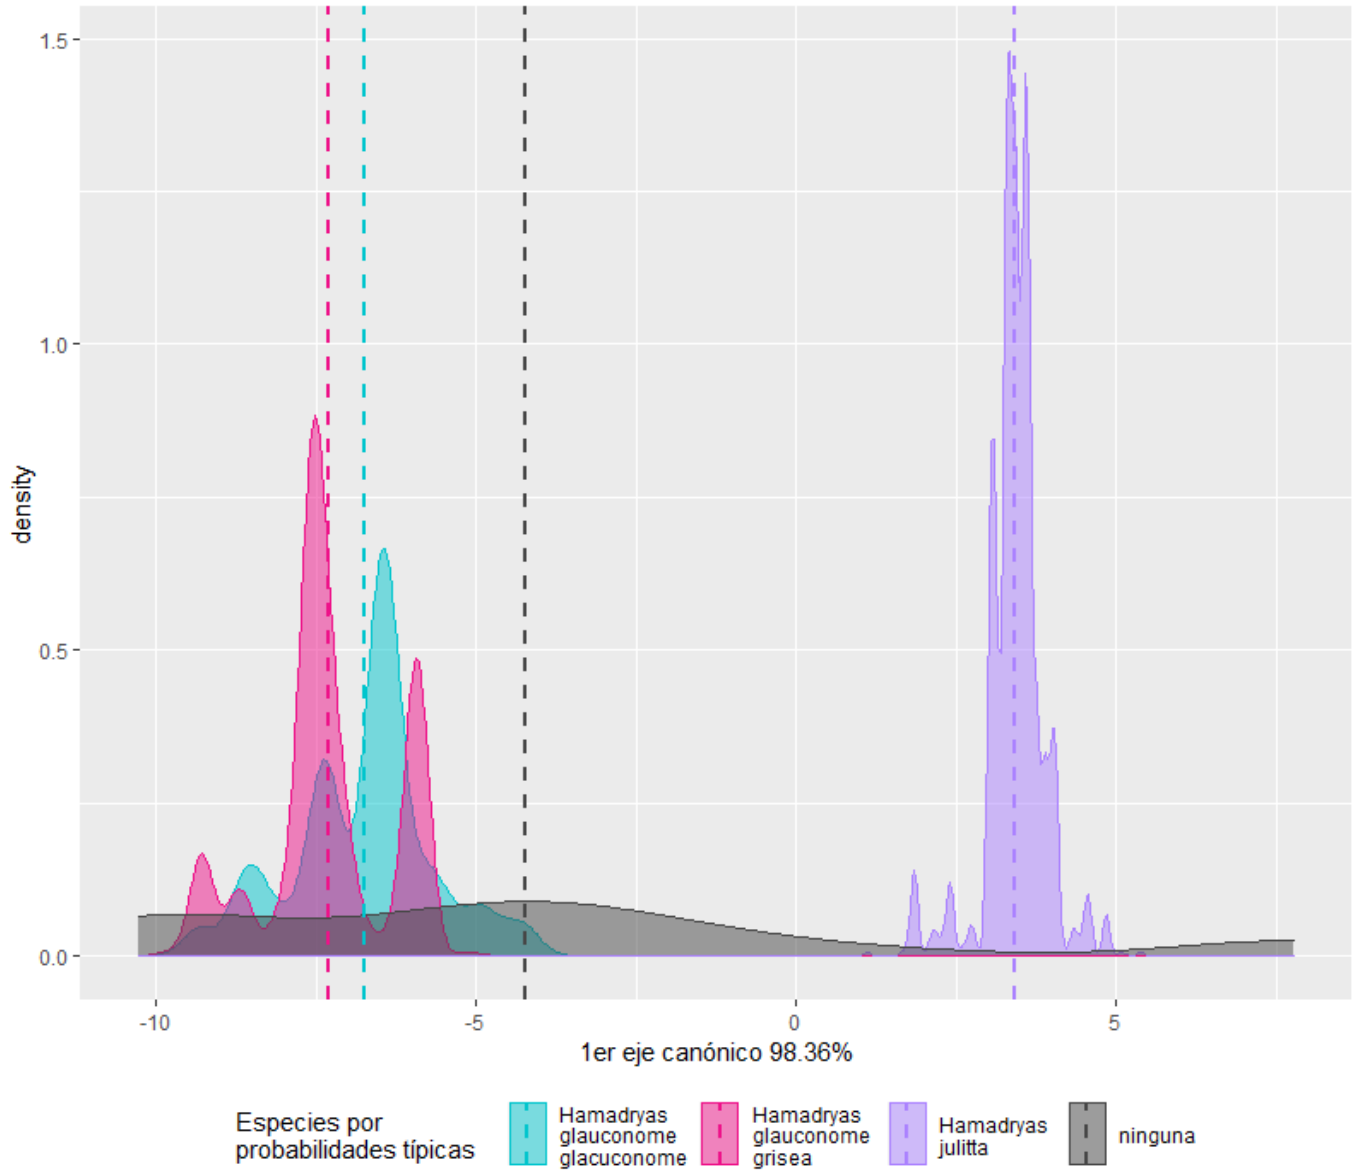 1.5
1.0
density
0.5
0.0
-10
-5
0
5
1er eje canónico 98.36%
Especies por
probabilidades típicas
Hamadryas
glauconome
glacuconome
Hamadryas
glauconome
grisea
Hamadryas
julitta
ninguna